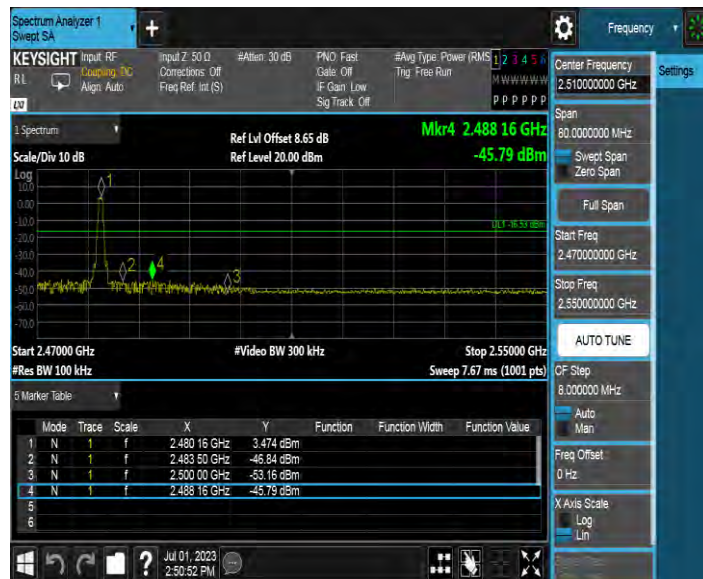 Spectrum Analyzer 1
Swept SA
Frequency
KEYSIGHT Input: RF Input Z: 50 Ω #Atten: 30 dB PNO: Fast #Avg Type: Power (RMS 1 2 3 4 5 6
RL Coupling: DC Corrections: Off Gate: Off Trig: Free Run
Align: Auto Freq Ref: Int (S) IF Gain: Low M W W W W W
Sig Track: Off P P P P P P
1 Spectrum
Ref Lvl Offset 8.65 dB Mkr4 2.488 16 GHz
Scale/Div 10 dB Ref Level 20.00 dBm -45.79 dBm
Log
10.0
0.00
-10.0
-20.0
-30.0
-40.0
-50.0
-60.0
-70.0
DL1 -16.53 dBm
1
2
4
3
Start 2.47000 GHz #Video BW 300 kHz Stop 2.55000 GHz
#Res BW 100 kHz Sweep 7.67 ms (1001 pts)
5 Marker Table
Mode Trace Scale X Y Function Function Width Function Value
1 N 1 f 2.480 16 GHz 3.474 dBm
2 N 1 f 2.483 50 GHz -46.84 dBm
3 N 1 f 2.500 00 GHz -53.16 dBm
4 N 1 f 2.488 16 GHz -45.79 dBm
5
6
?
Jul 01, 2023
2:50:52 PM
Center Frequency
2.510000000 GHz
Settings
Span
80.0000000 MHz
Swept Span
Zero Span
Full Span
Start Freq
2.470000000 GHz
Stop Freq
2.550000000 GHz
AUTO TUNE
CF Step
8.000000 MHz
Auto
Man
Freq Offset
0 Hz
X Axis Scale
Log
Lin